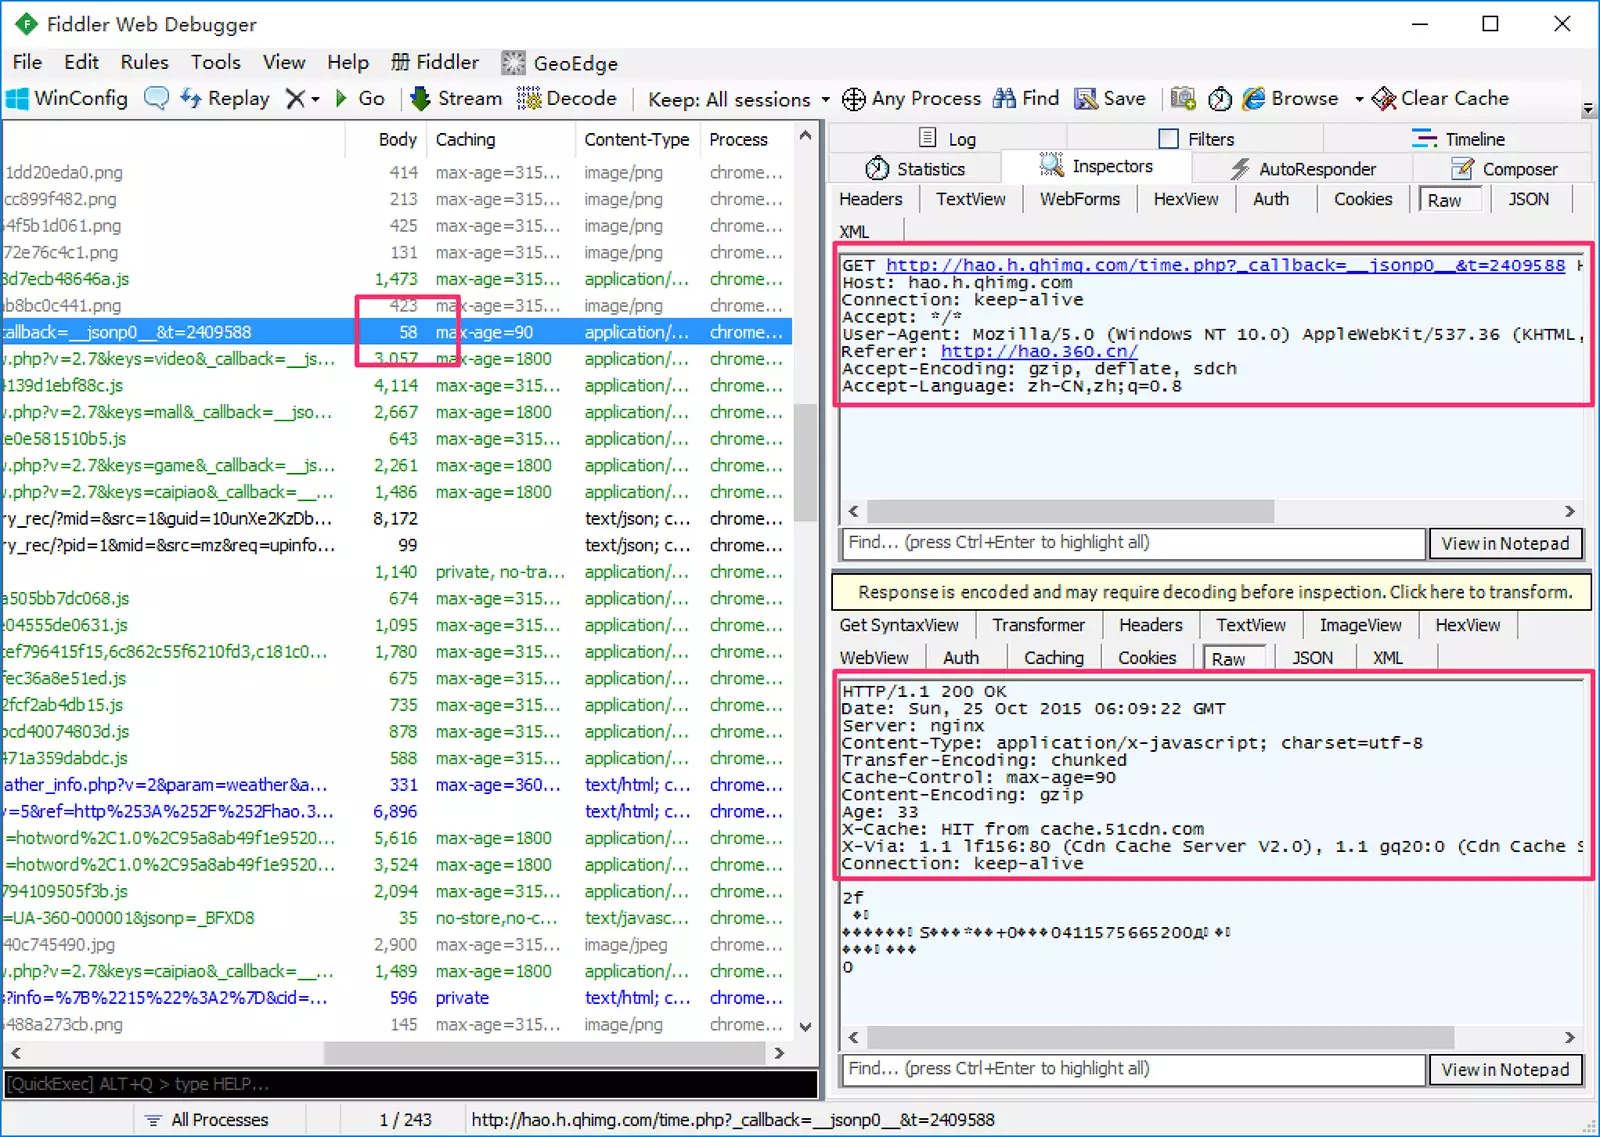 Fiddler Web Debugger
File Edit Rules Tools View Help 册 Fiddler GeoEdge
WinConfig Replay Go Stream Decode Keep: All sessions Any Process Find Save Browse Clear Cache
Body Caching Content-Type Process
1dd20eda0.png 414 max-age=315... image/png chrome...
cc899f482.png 213 max-age=315... image/png chrome...
4f5b1d061.png 425 max-age=315... image/png chrome...
72e76c4c1.png 131 max-age=315... image/png chrome...
8d7ecb48646a.js 1,473 max-age=315... application/... chrome...
ab8bc0c441.png 423 max-age=315... image/png chrome...
callback=__jsonp0__&t=2409588 58 max-age=90 application/... chrome...
.php?v=2.7&keys=video&_callback=__js... 3,057 max-age=1800 application/... chrome...
4139d1ebf88c.js 4,114 max-age=315... application/... chrome...
.php?v=2.7&keys=mall&_callback=__jso... 2,667 max-age=1800 application/... chrome...
e0e581510b5.js 643 max-age=315... application/... chrome...
.php?v=2.7&keys=game&_callback=__js... 2,261 max-age=1800 application/... chrome...
.php?v=2.7&keys=caipiao&_callback=__... 1,486 max-age=1800 application/... chrome...
ry_rec/?mid=&src=1&guid=10unXe2KzDb... 8,172 text/json; c... chrome...
ry_rec/?pid=1&mid=&src=mz&req=upinfo... 99 text/json; c... chrome...
1,140 private, no-tra... application/... chrome...
a505bb7dc068.js 674 max-age=315... application/... chrome...
e04555de0631.js 1,095 max-age=315... application/... chrome...
cef796415f15,6c862c55f6210fd3,c181c0... 1,780 max-age=315... application/... chrome...
fec36a8e51ed.js 675 max-age=315... application/... chrome...
2fcf2ab4db15.js 735 max-age=315... application/... chrome...
bcd40074803d.js 878 max-age=315... application/... chrome...
471a359dabdc.js 588 max-age=315... application/... chrome...
eather_info.php?v=2&param=weather&a... 331 max-age=360... text/html; c... chrome...
v=5&ref=http%253A%252F%252Fhao.3... 6,896 text/html; c... chrome...
=hotword%2C1.0%2C95a8ab49f1e9520... 5,616 max-age=1800 application/... chrome...
=hotword%2C1.0%2C95a8ab49f1e9520... 3,524 max-age=1800 application/... chrome...
794109505f3b.js 2,094 max-age=315... application/... chrome...
=UA-360-000001&jsonp=_BFXD8 35 no-store,no-c... text/javasc... chrome...
40c745490.jpg 2,900 max-age=315... image/jpeg chrome...
.php?v=2.7&keys=caipiao&_callback=__... 1,489 max-age=1800 application/... chrome...
s?info=%7B%2215%22%3A2%7D&cid=... 596 private text/html; c... chrome...
6488a273cb.png 145 max-age=315... image/png chrome...
[QuickExec] ALT+Q > type HELP...
Log Filters Timeline
Statistics Inspectors AutoResponder Composer
Headers TextView WebForms HexView Auth Cookies Raw JSON
XML
GET http://hao.h.qhimg.com/time.php?_callback=__jsonp0__&t=2409588 H
Host: hao.h.qhimg.com
Connection: keep-alive
Accept: */*
User-Agent: Mozilla/5.0 (Windows NT 10.0) AppleWebKit/537.36 (KHTML,
Referer: http://hao.360.cn/
Accept-Encoding: gzip, deflate, sdch
Accept-Language: zh-CN,zh;q=0.8
Find... (press Ctrl+Enter to highlight all) View in Notepad
Response is encoded and may require decoding before inspection. Click here to transform.
Get SyntaxView Transformer Headers TextView ImageView HexView
WebView Auth Caching Cookies Raw JSON XML
HTTP/1.1 200 OK
Date: Sun, 25 Oct 2015 06:09:22 GMT
Server: nginx
Content-Type: application/x-javascript; charset=utf-8
Transfer-Encoding: chunked
Cache-Control: max-age=90
Content-Encoding: gzip
Age: 33
X-Cache: HIT from cache.51cdn.com
X-Via: 1.1 lf156:80 (Cdn Cache Server V2.0), 1.1 gq20:0 (Cdn Cache S
Connection: keep-alive
2f
0
Find... (press Ctrl+Enter to highlight all) View in Notepad
All Processes 1 / 243 http://hao.h.qhimg.com/time.php?_callback=__jsonp0__&t=2409588